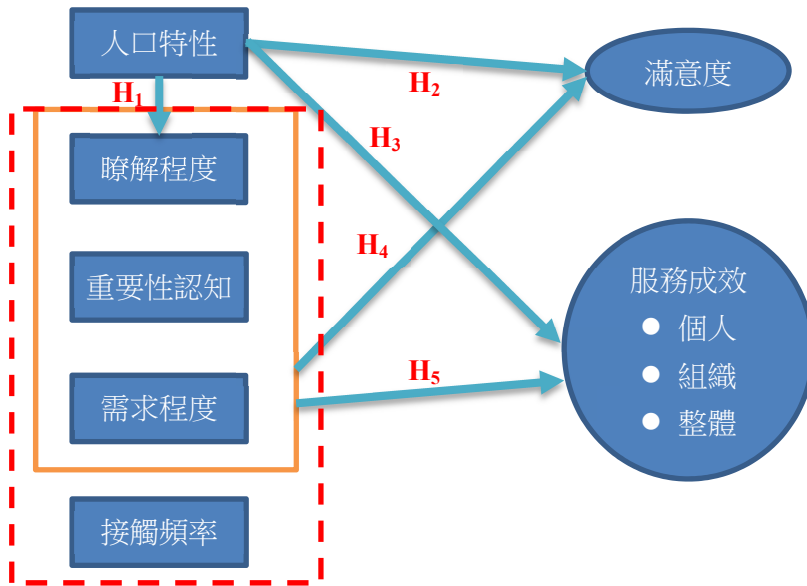 人口特性
滿意度
H₁
H₂
H₃
瞭解程度
H₄
重要性認知
服務成效
● 個人
● 組織
● 整體
H₅
需求程度
接觸頻率